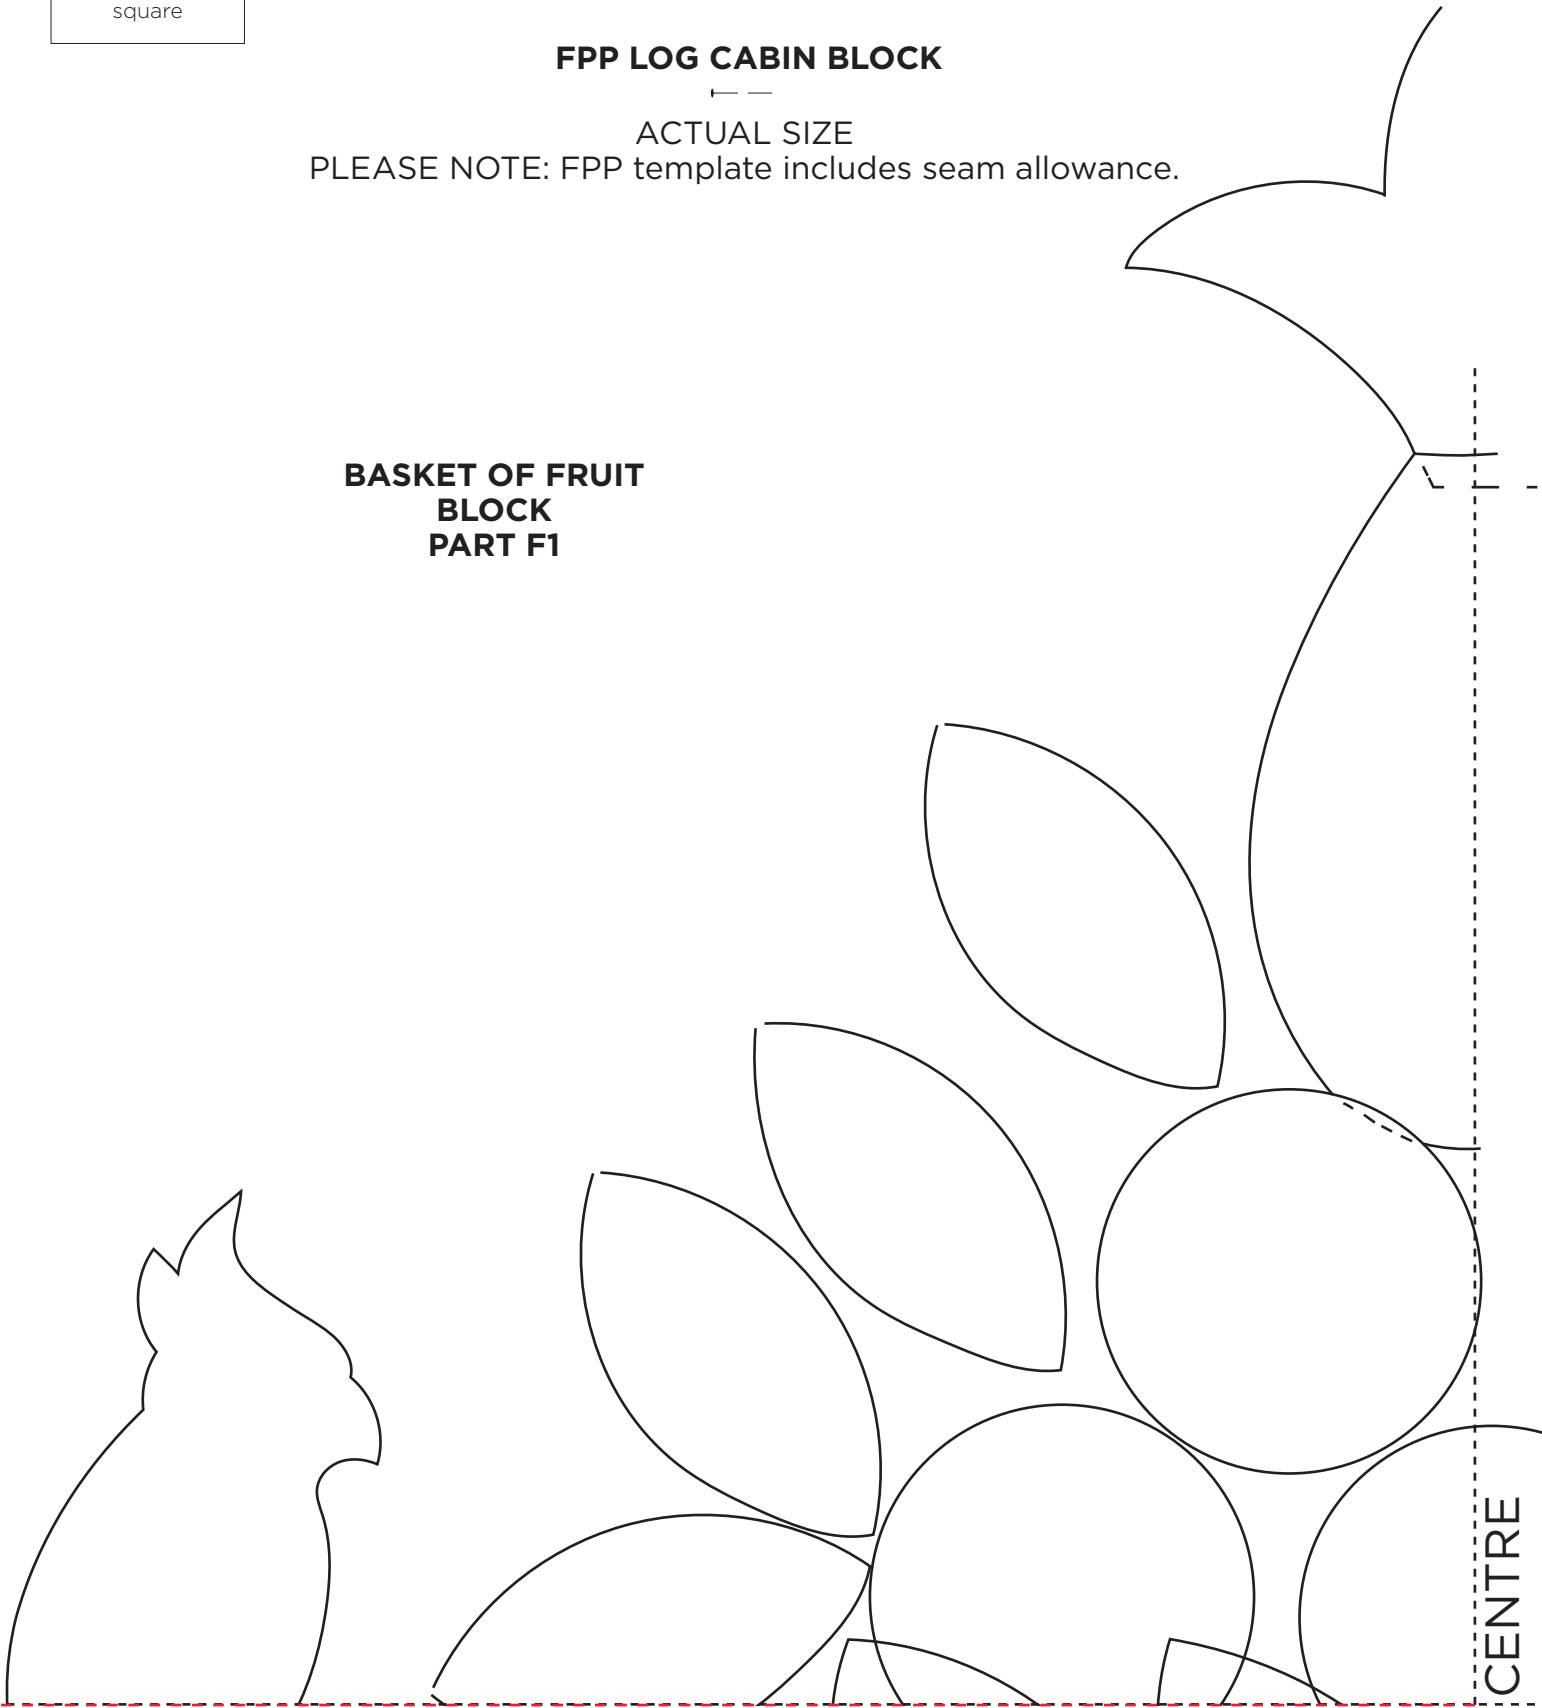 square
FPP LOG CABIN BLOCK
ACTUAL SIZE
PLEASE NOTE: FPP template includes seam allowance.
BASKET OF FRUIT
BLOCK
PART F1
CENTRE